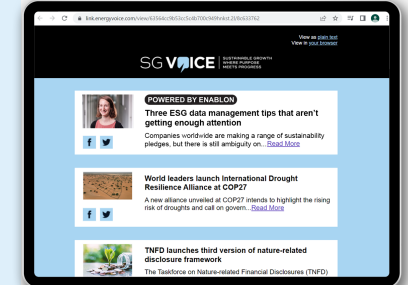 View as plain text
View in your browser
SG VOICE
SUSTAINABLE GROWTH
WHERE PURPOSE
MEETS PROGRESS
POWERED BY ENABLON
Three ESG data management tips that aren't
getting enough attention
Companies worldwide are making a range of sustainability
pledges, but there is still ambiguity on...Read More
World leaders launch International Drought
Resilience Alliance at COP27
A new alliance unveiled at COP27 intends to highlight the rising
risk of droughts and call on govern...Read More
TNFD launches third version of nature-related
disclosure framework
The Taskforce on Nature-related Financial Disclosures (TNFD)